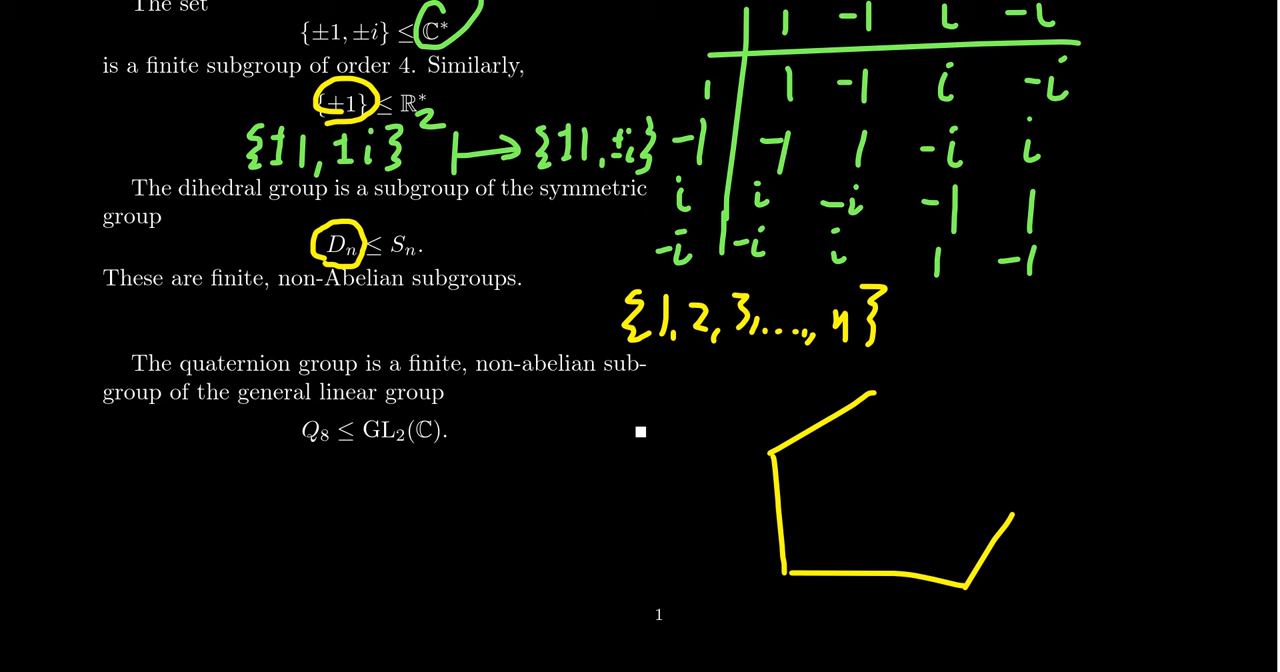 The set
{±1, ±i} ≤ ℂ*
is a finite subgroup of order 4. Similarly,
{±1} ≤ ℝ*
{±1, ±i}² ↦ {±1, ±i}
The dihedral group is a subgroup of the symmetric
group
Dₙ ≤ Sₙ.
These are finite, non-Abelian subgroups.
The quaternion group is a finite, non-abelian sub-
group of the general linear group
Q₈ ≤ GL₂(ℂ). ■
1 -1 i -i
1 | 1 -1 i -i
-1 | -1 1 -i i
i | i -i -1 1
-i | -i i 1 -1
{1, 2, 3, ...., n}
1